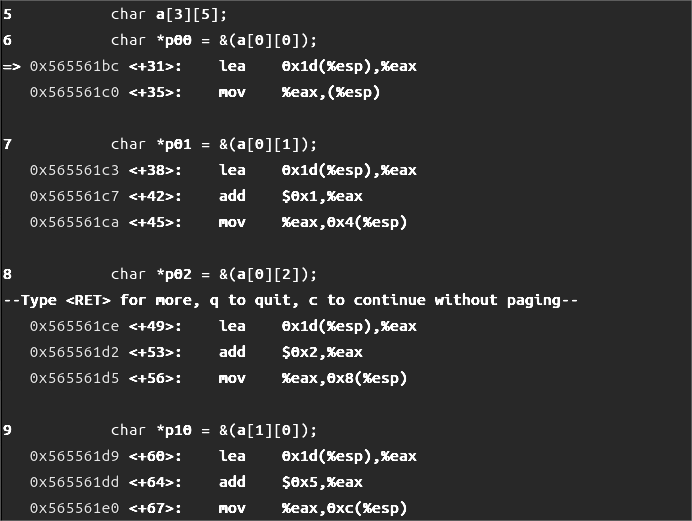 5           char a[3][5];
6           char *p00 = &(a[0][0]);
=> 0x565561bc <+31>:    lea    0x1d(%esp),%eax
   0x565561c0 <+35>:    mov    %eax,(%esp)
7           char *p01 = &(a[0][1]);
   0x565561c3 <+38>:    lea    0x1d(%esp),%eax
   0x565561c7 <+42>:    add    $0x1,%eax
   0x565561ca <+45>:    mov    %eax,0x4(%esp)
8           char *p02 = &(a[0][2]);
--Type <RET> for more, q to quit, c to continue without paging--
   0x565561ce <+49>:    lea    0x1d(%esp),%eax
   0x565561d2 <+53>:    add    $0x2,%eax
   0x565561d5 <+56>:    mov    %eax,0x8(%esp)
9           char *p10 = &(a[1][0]);
   0x565561d9 <+60>:    lea    0x1d(%esp),%eax
   0x565561dd <+64>:    add    $0x5,%eax
   0x565561e0 <+67>:    mov    %eax,0xc(%esp)